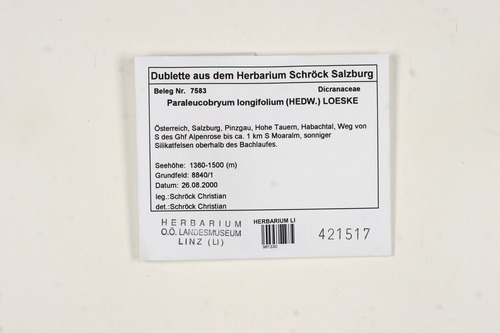 Dublette aus dem Herbarium Schröck Salzburg
Beleg Nr. 7583 Dicranaceae
Paraleucobryum longifolium (HEDW.) LOESKE
Österreich, Salzburg, Pinzgau, Hohe Tauern, Habachtal, Weg von
S des Ghf Alpenrose bis ca. 1 km S Moaralm, sonniger
Silikatfelsen oberhalb des Bachlaufes.
Seehöhe: 1360-1500 (m)
Grundfeld: 8840/1
Datum: 26.08.2000
leg.:Schröck Christian
det.:Schröck Christian
HERBARIUM
O.Ö. LANDESMUSEUM
LINZ (LI)
HERBARIUM LI
421517